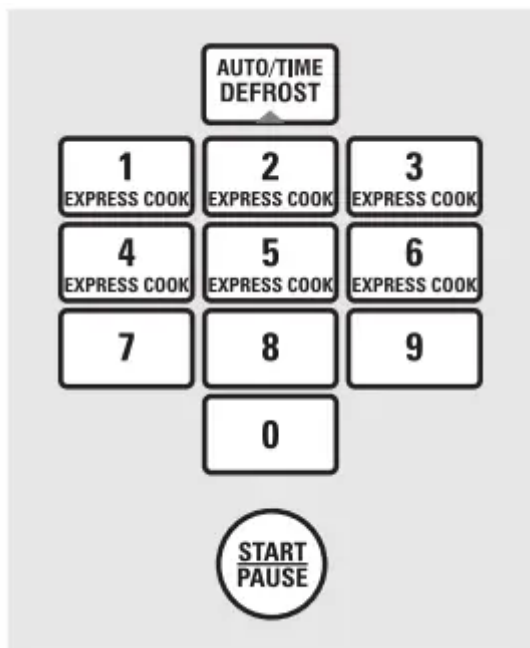 AUTO/TIME
DEFROST
1 2 3
EXPRESS COOK EXPRESS COOK EXPRESS COOK
4 5 6
EXPRESS COOK EXPRESS COOK EXPRESS COOK
7 8 9
0
START
PAUSE